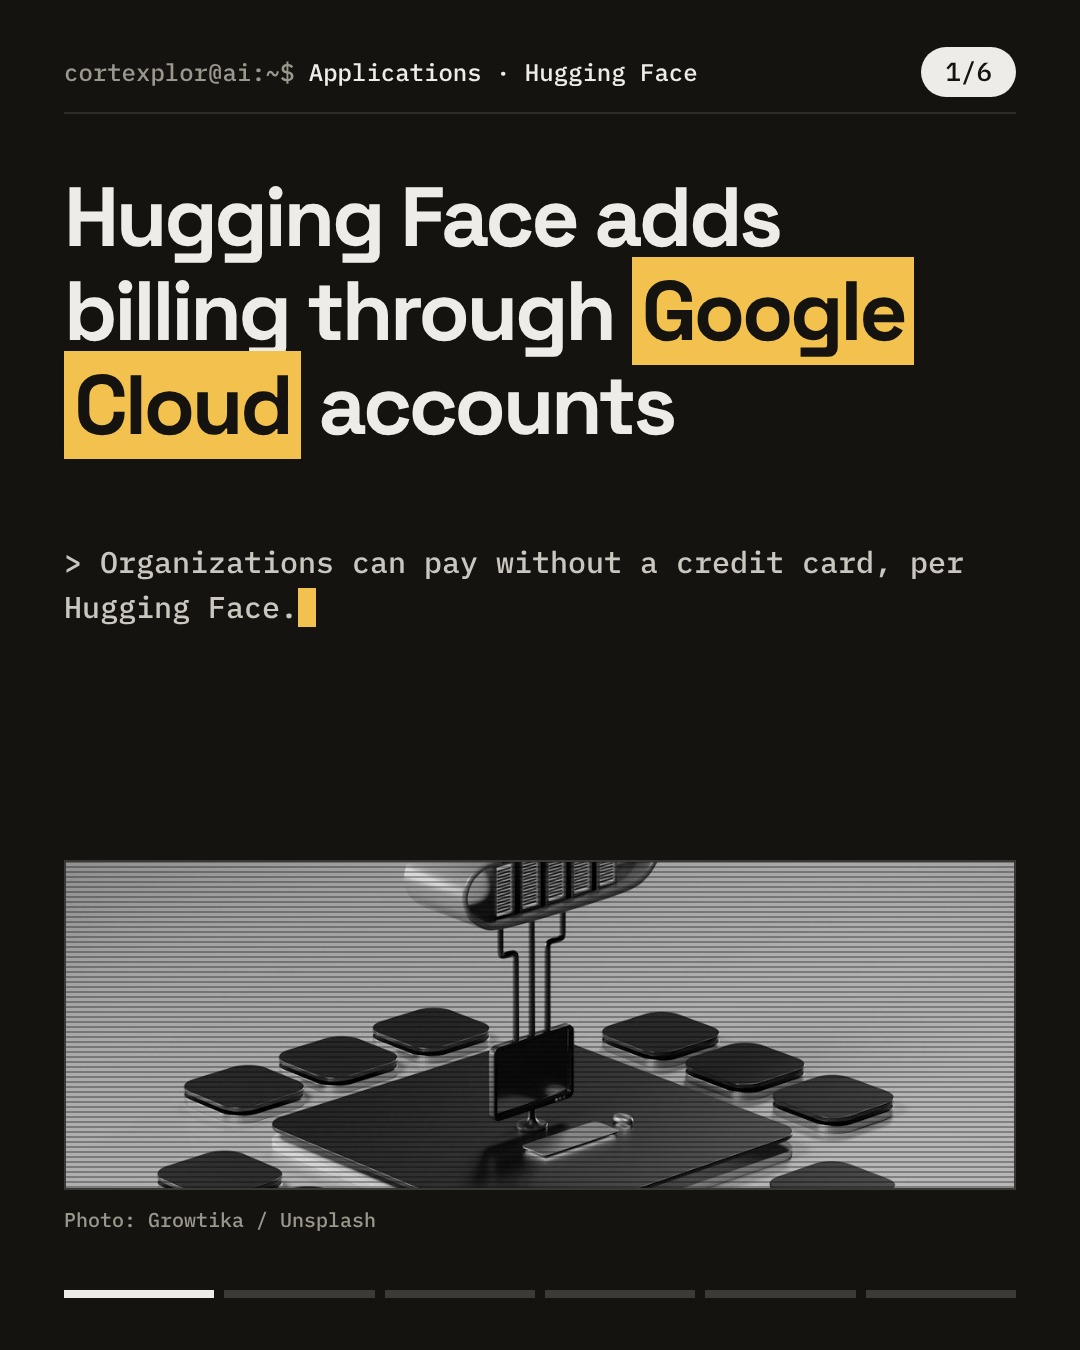 cortexplor@ai:~$ Applications · Hugging Face
1/6
Hugging Face adds
billing through Google
Cloud accounts
> Organizations can pay without a credit card, per
Hugging Face.
Photo: Growtika / Unsplash